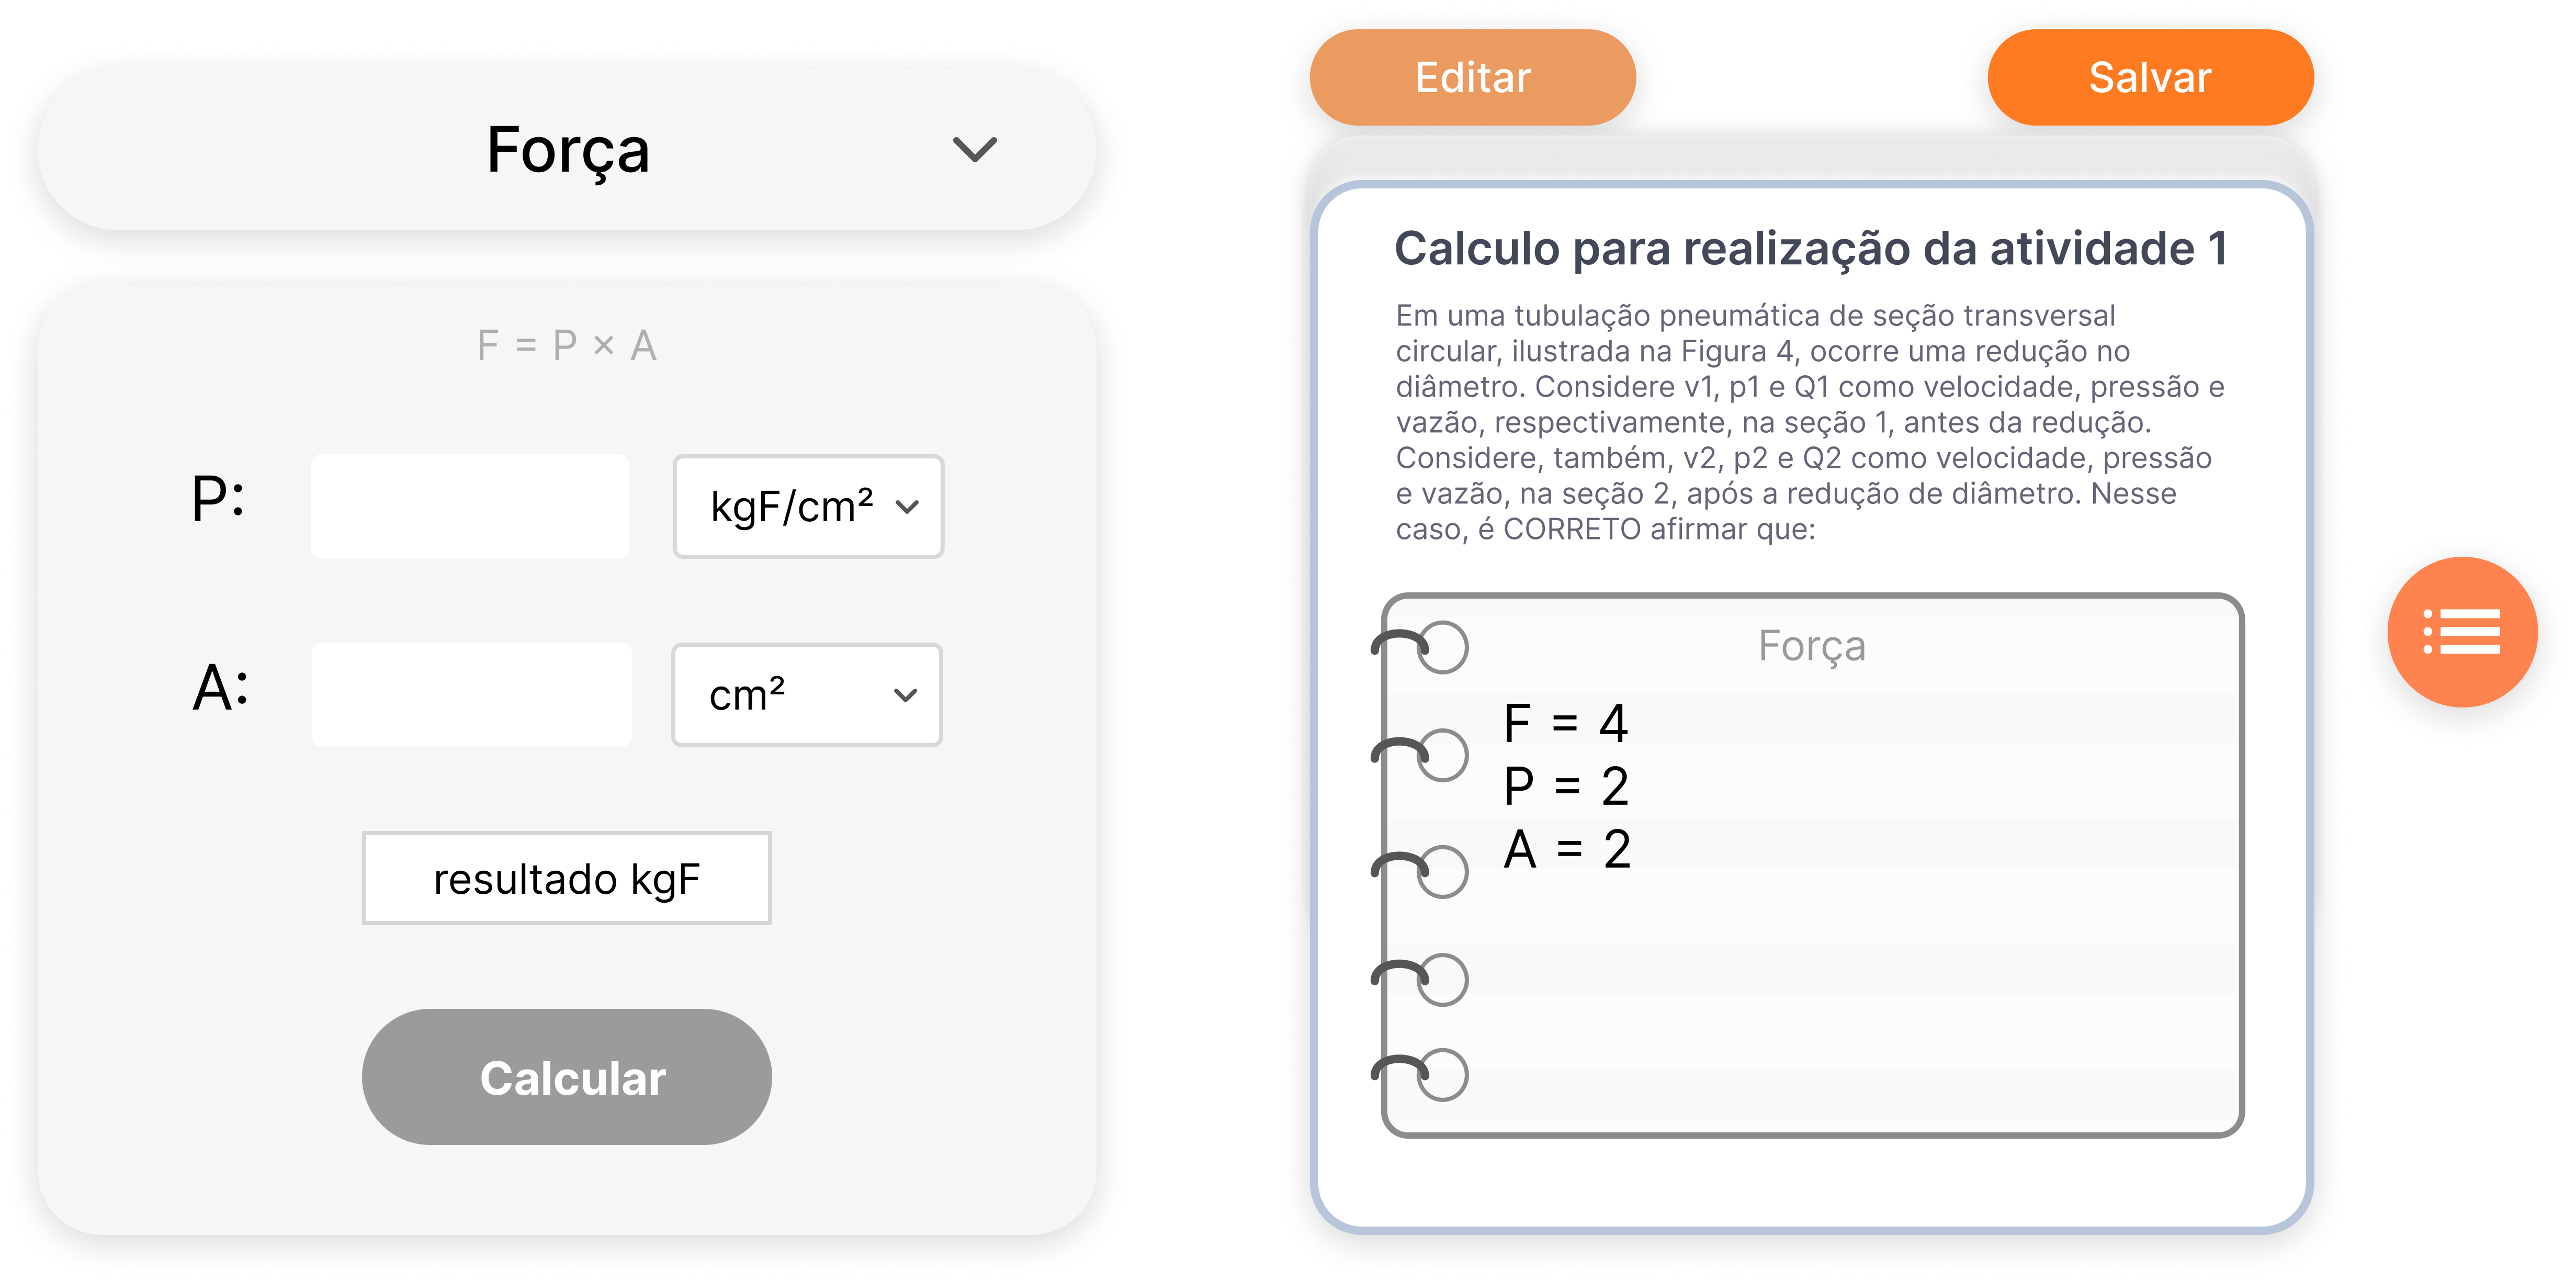 Força
F = P × A
P:
kgF/cm²
A:
cm²
resultado kgF
Calcular
Editar
Salvar
Calculo para realização da atividade 1
Em uma tubulação pneumática de seção transversal
circular, ilustrada na Figura 4, ocorre uma redução no
diâmetro. Considere v1, p1 e Q1 como velocidade, pressão e
vazão, respectivamente, na seção 1, antes da redução.
Considere, também, v2, p2 e Q2 como velocidade, pressão
e vazão, na seção 2, após a redução de diâmetro. Nesse
caso, é CORRETO afirmar que:
Força
F = 4
P = 2
A = 2